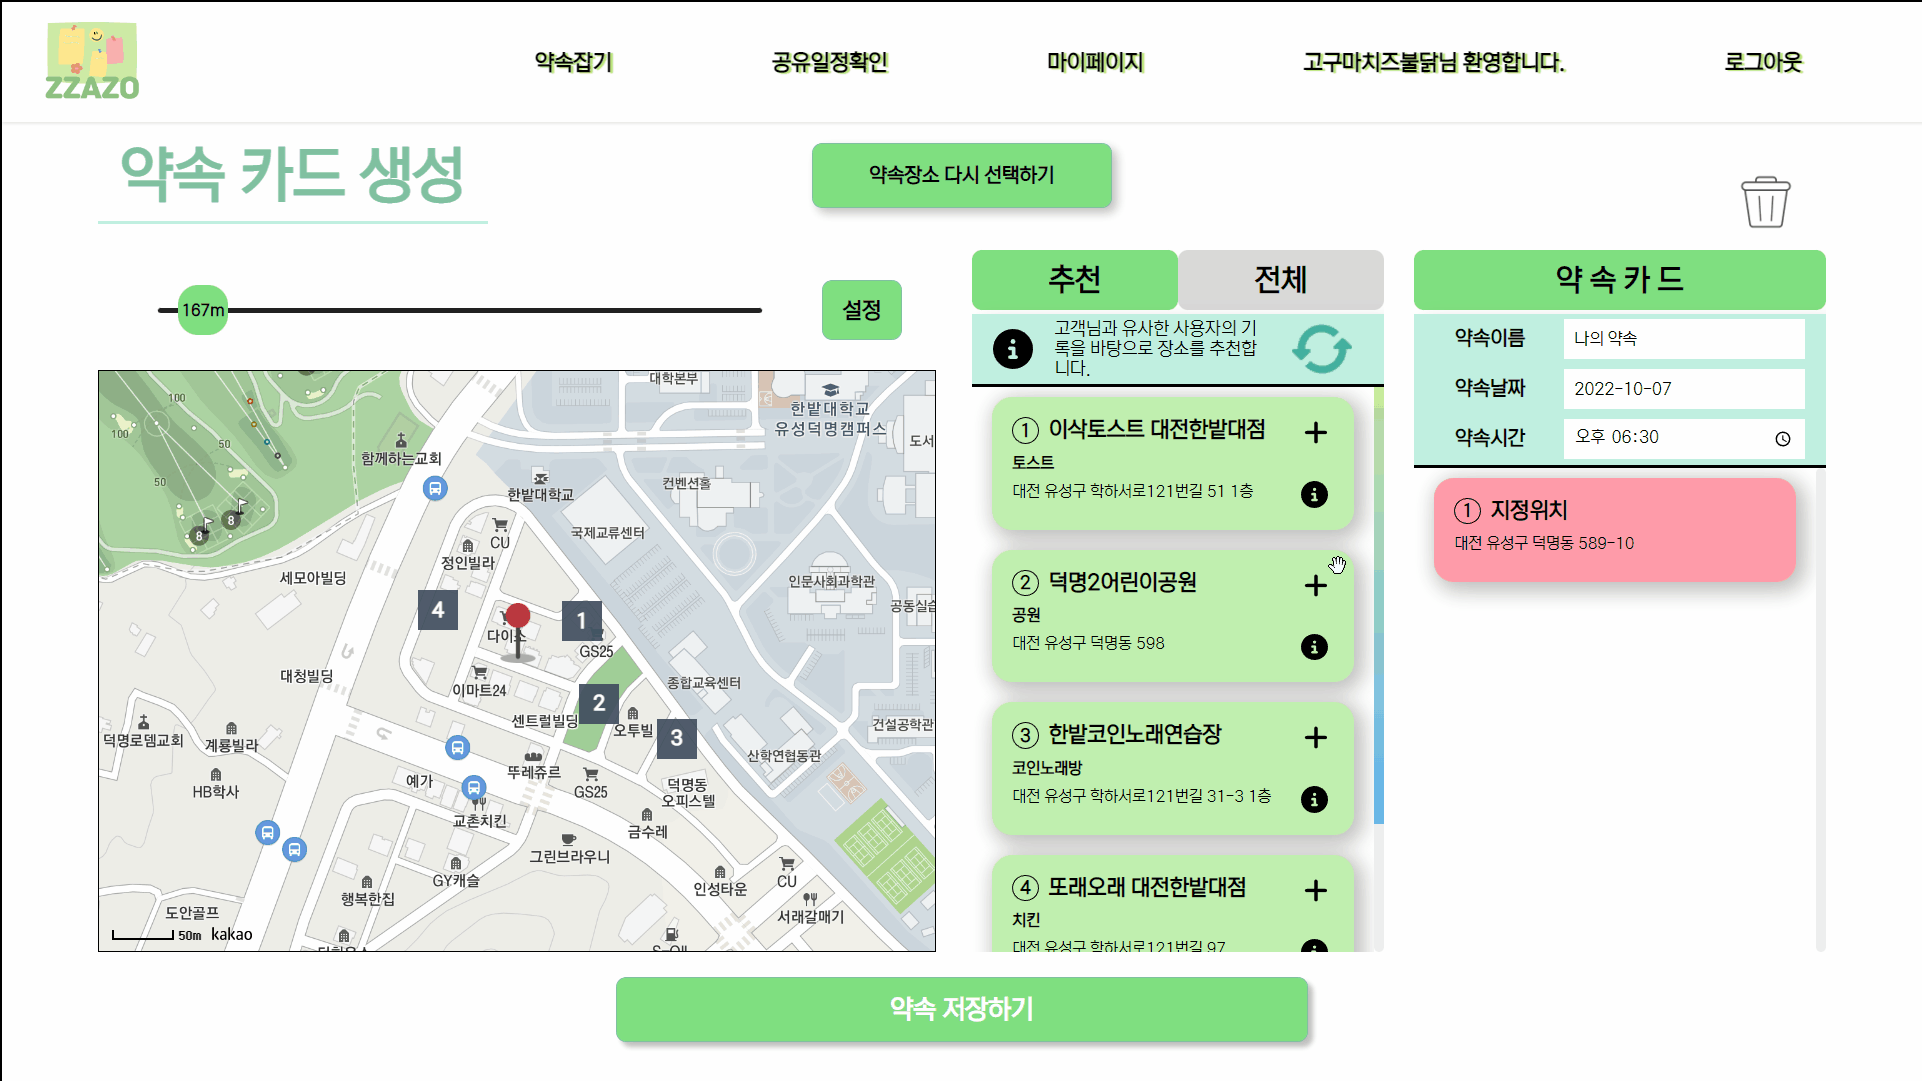 ZZAZO
약속잡기
공유일정확인
마이페이지
고구마치즈불닭님 환영합니다.
로그아웃
약속 카드 생성
약속장소 다시 선택하기
167m
설정
추천
전체
고객님과 유사한 사용자의 기
록을 바탕으로 장소를 추천합
니다.
① 이삭토스트 대전한밭대점
토스트
대전 유성구 학하서로121번길 51 1층
② 덕명2어린이공원
공원
대전 유성구 덕명동 598
③ 한밭코인노래연습장
코인노래방
대전 유성구 학하서로121번길 31-3 1층
④ 또래오래 대전한밭대점
치킨
대전 유성구 학하서로121번길 97
약 속 카 드
약속이름
나의 약속
약속날짜
2022-10-07
약속시간
오후 06:30
① 지정위치
대전 유성구 덕명동 589-10
대학본부
한밭대학교
유성덕명캠퍼스
도서
100
100
50
50
8
8
함께하는교회
한밭대학교
컨벤션홀
CU
국제교류센터
정인빌라
세모아빌딩
인문사회과학관
공동실습
4
다이소
1
GS25
대청빌딩
이마트24
종합교육센터
2
센트럴빌딩
오투빌
3
건설공학관
덕명로뎀교회
계룡빌라
산학연협동관
뚜레쥬르
예가
GS25
덕명동
오피스텔
HB학사
교촌치킨
금수레
그린브라우니
GY캐슬
인성타운
CU
행복한집
서래갈매기
도안골프
50m
kakao
약속 저장하기